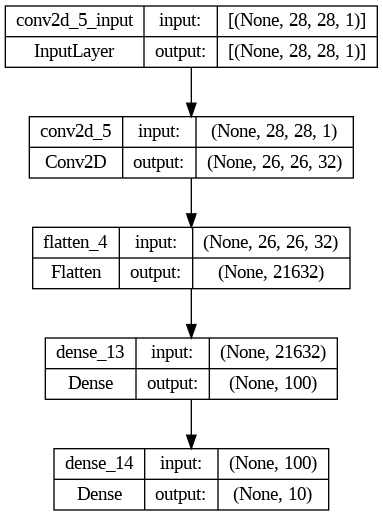 conv2d_5_input input: [(None, 28, 28, 1)]
InputLayer output: [(None, 28, 28, 1)]
conv2d_5 input: (None, 28, 28, 1)
Conv2D output: (None, 26, 26, 32)
flatten_4 input: (None, 26, 26, 32)
Flatten output: (None, 21632)
dense_13 input: (None, 21632)
Dense output: (None, 100)
dense_14 input: (None, 100)
Dense output: (None, 10)